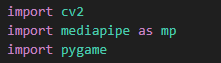 import cv2
import mediapipe as mp
import pygame